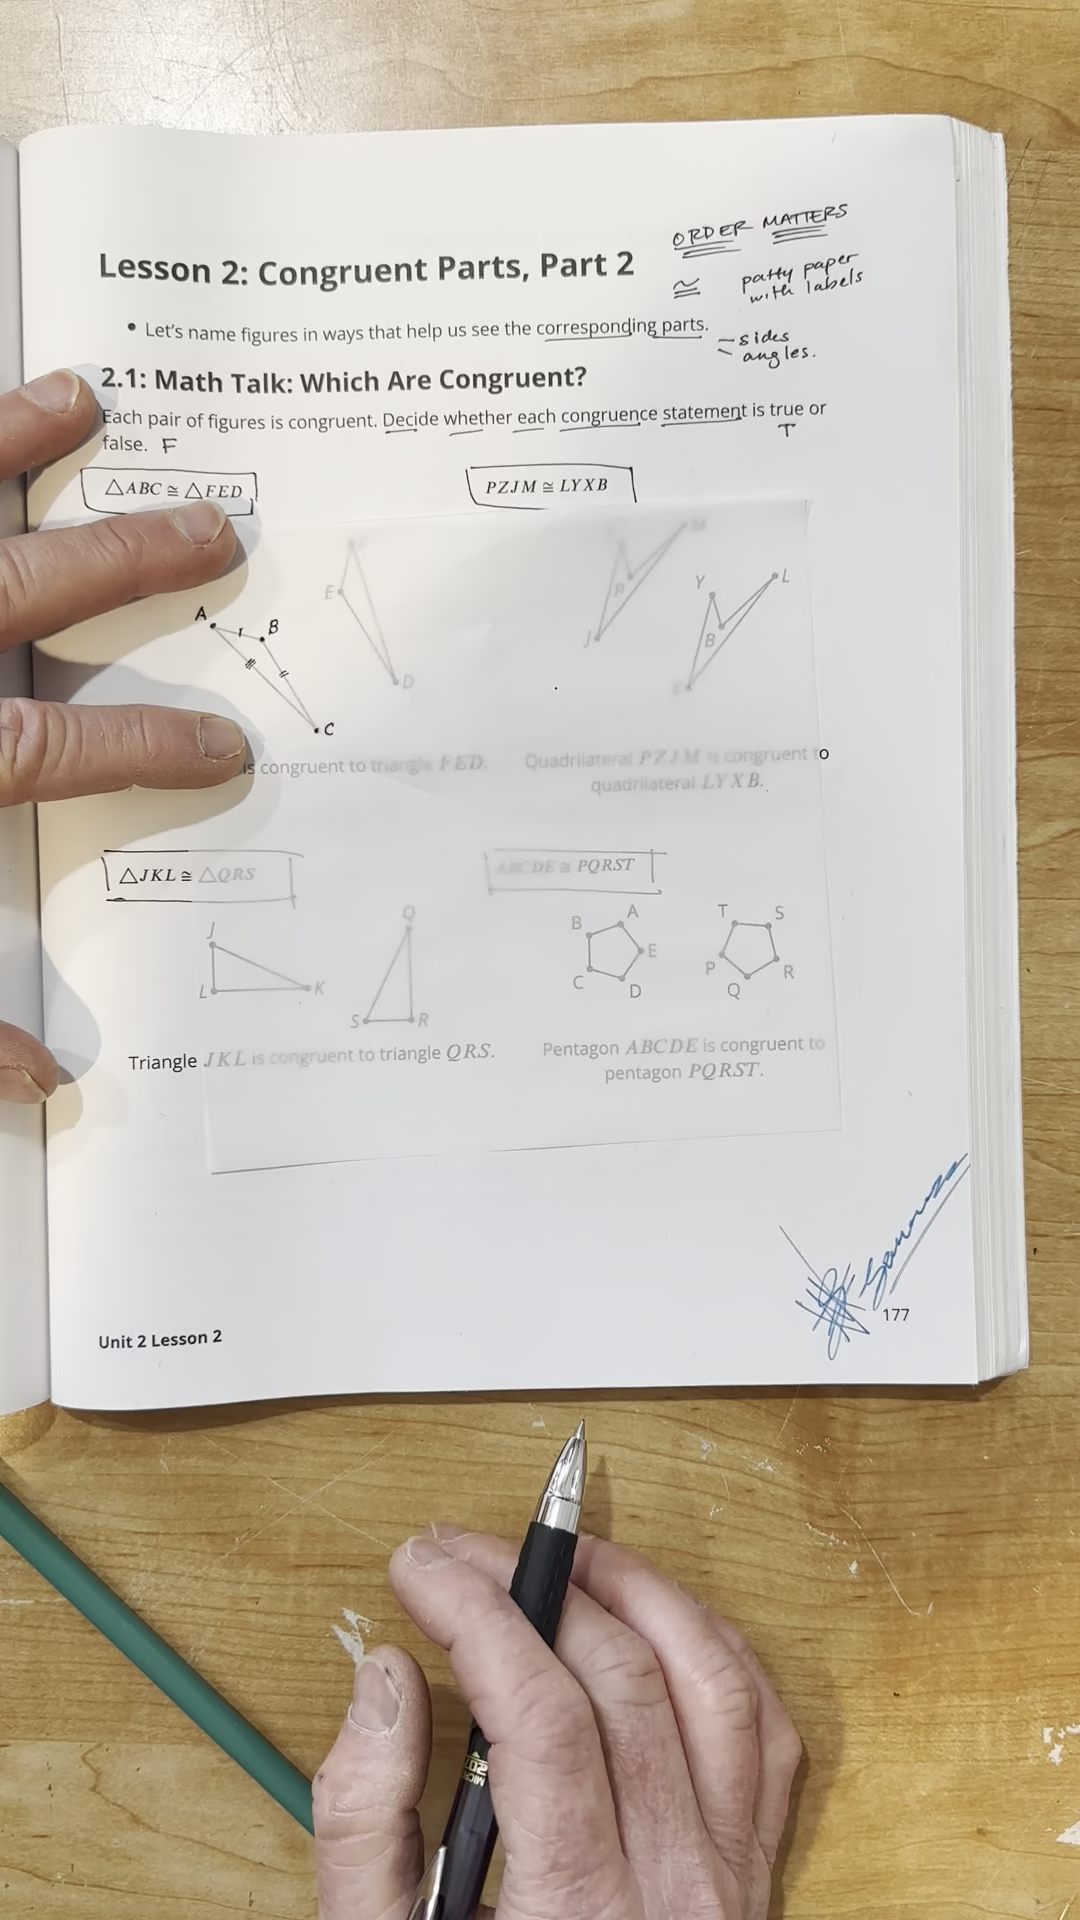 ORDER MATTERS
Lesson 2: Congruent Parts, Part 2
≅ patty paper
with labels
• Let's name figures in ways that help us see the corresponding parts.
- sides
- angles.
2.1: Math Talk: Which Are Congruent?
Each pair of figures is congruent. Decide whether each congruence statement is true or
T
false. F
△ABC ≅ △FED
PZJM ≅ LYXB
M
E
P
Y
L
A
B
J
B
D
C
is congruent to triangle FED.
Quadrilateral PZJM is congruent to
quadrilateral LYXB.
△JKL ≅ △QRS
ABCDE ≅ PQRST
J
Q
B
A
T
S
E
L
K
C
D
P
R
Q
S
R
Triangle JKL is congruent to triangle QRS.
Pentagon ABCDE is congruent to
pentagon PQRST.
177
Unit 2 Lesson 2